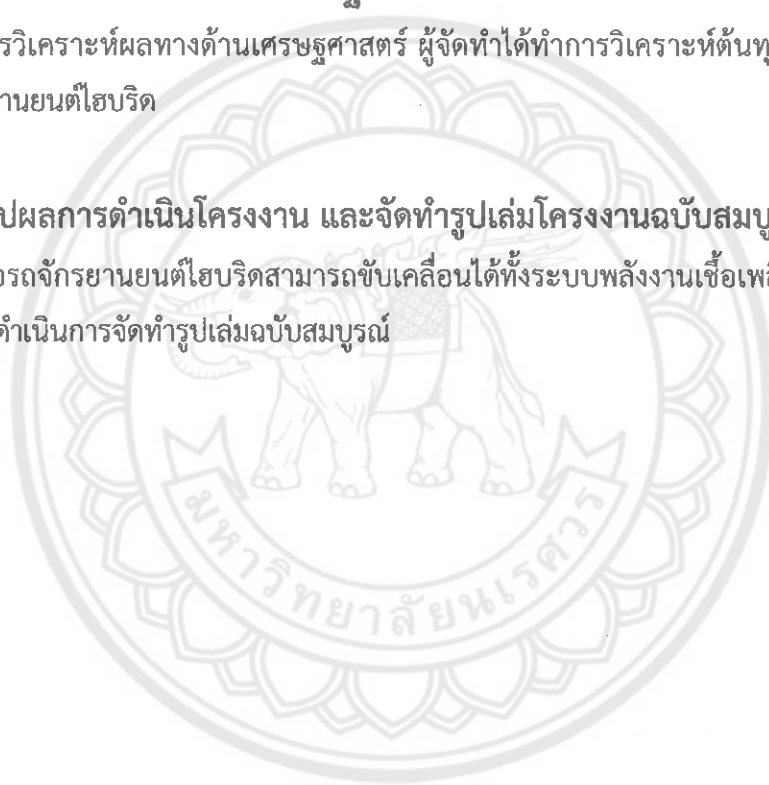 รวิเคราะห์ผลทางด้านเศรษฐศาสตร์ ผู้จัดทำได้ทำการวิเคราะห์ต้นทุ
านยนต์ไฮบริด
ปผลการดำเนินโครงงาน และจัดทำรูปเล่มโครงงานฉบับสมบู
รถจักรยานยนต์ไฮบริดสามารถขับเคลื่อนได้ทั้งระบบพลังงานเชื้อเพลิ
ดำเนินการจัดทำรูปเล่มฉบับสมบูรณ์
มหาวิทยาลัยนเรศวร